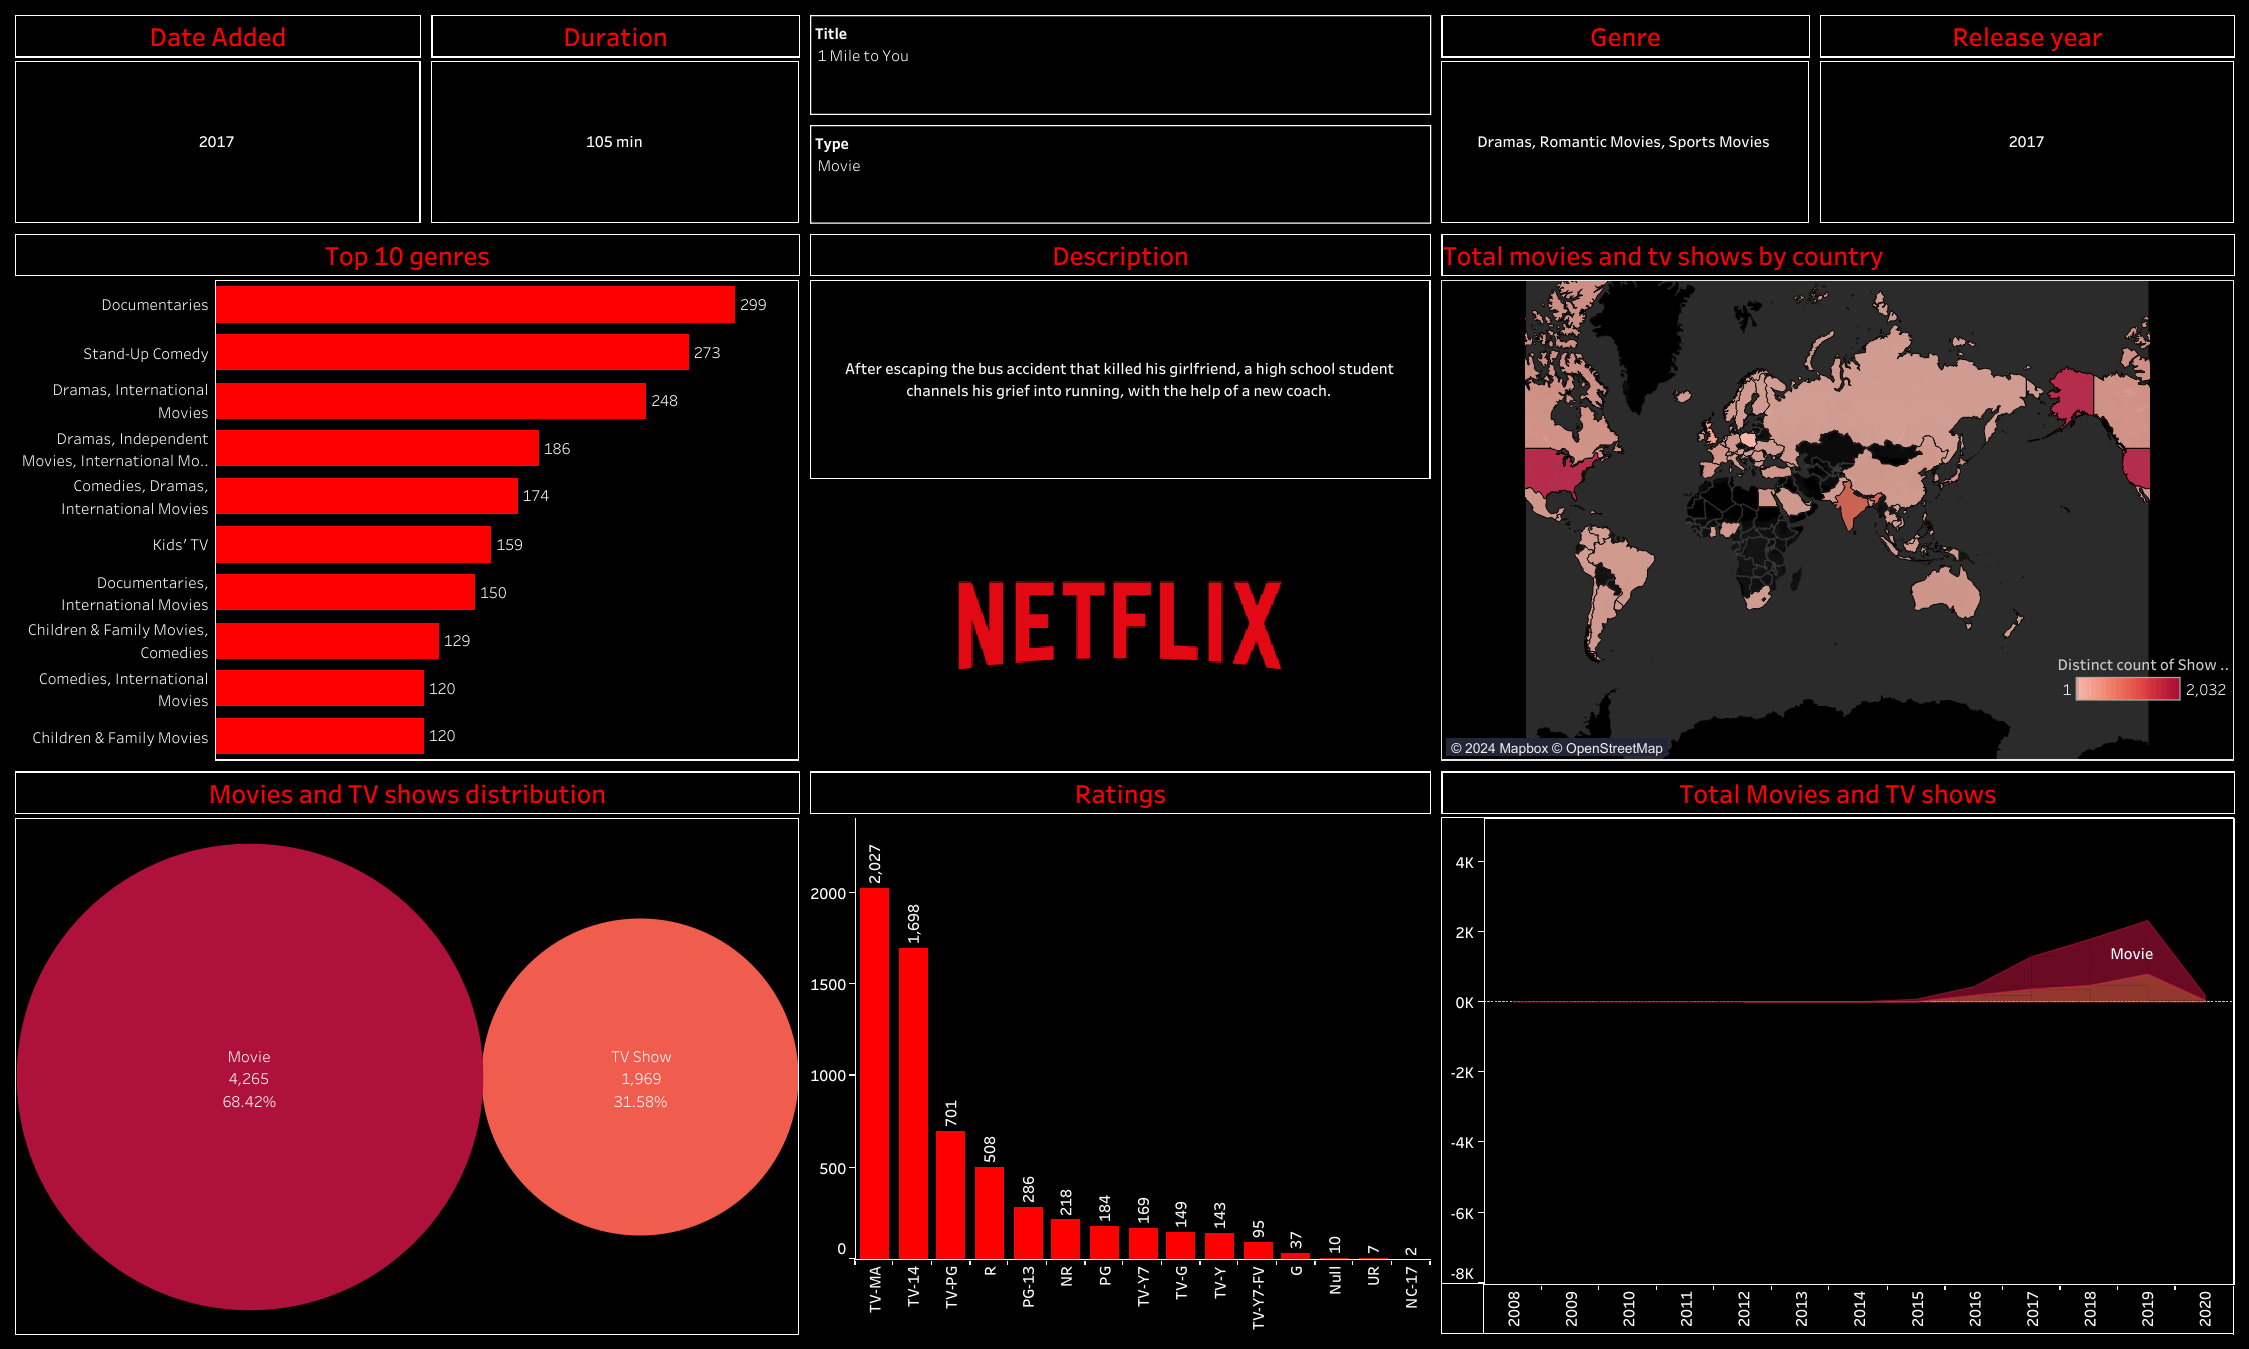 Date Added
2017
Duration
105 min
Title
1 Mile to You
Type
Movie
Genre
Dramas, Romantic Movies, Sports Movies
Release year
2017
Top 10 genres
Documentaries
299
Stand-Up Comedy
273
Dramas, International
Movies
248
Dramas, Independent
Movies, International Mo..
186
Comedies, Dramas,
International Movies
174
Kids' TV
159
Documentaries,
International Movies
150
Children & Family Movies,
Comedies
129
Comedies, International
Movies
120
Children & Family Movies
120
Description
After escaping the bus accident that killed his girlfriend, a high school student
channels his grief into running, with the help of a new coach.
NETFLIX
Total movies and tv shows by country
Distinct count of Show ..
1
2,032
© 2024 Mapbox © OpenStreetMap
Movies and TV shows distribution
Movie
4,265
68.42%
TV Show
1,969
31.58%
Ratings
2000
1500
1000
500
0
2,027
1,698
701
508
286
218
184
169
149
143
95
37
10
7
2
TV-MA
TV-14
TV-PG
R
PG-13
NR
PG
TV-Y7
TV-G
TV-Y
TV-Y7-FV
G
Null
UR
NC-17
Total Movies and TV shows
4K
2K
0K
-2K
-4K
-6K
-8K
Movie
2008
2009
2010
2011
2012
2013
2014
2015
2016
2017
2018
2019
2020